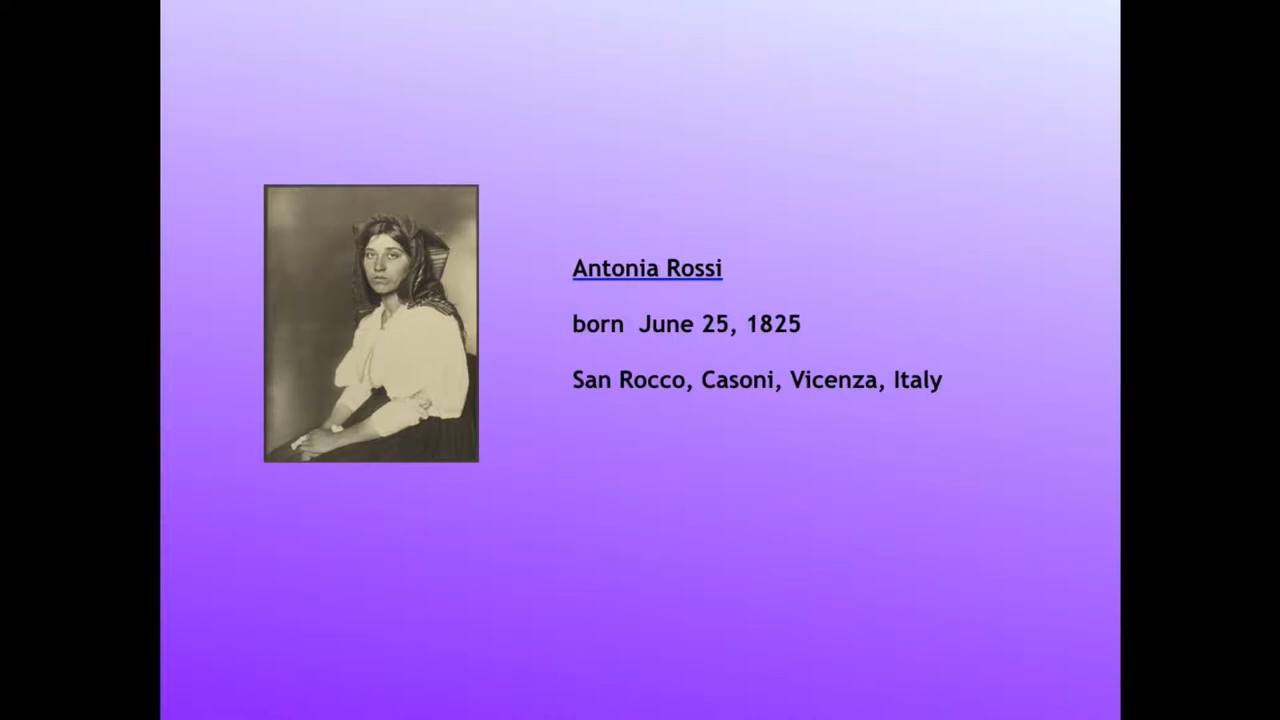 Antonia Rossi
born June 25, 1825
San Rocco, Casoni, Vicenza, Italy